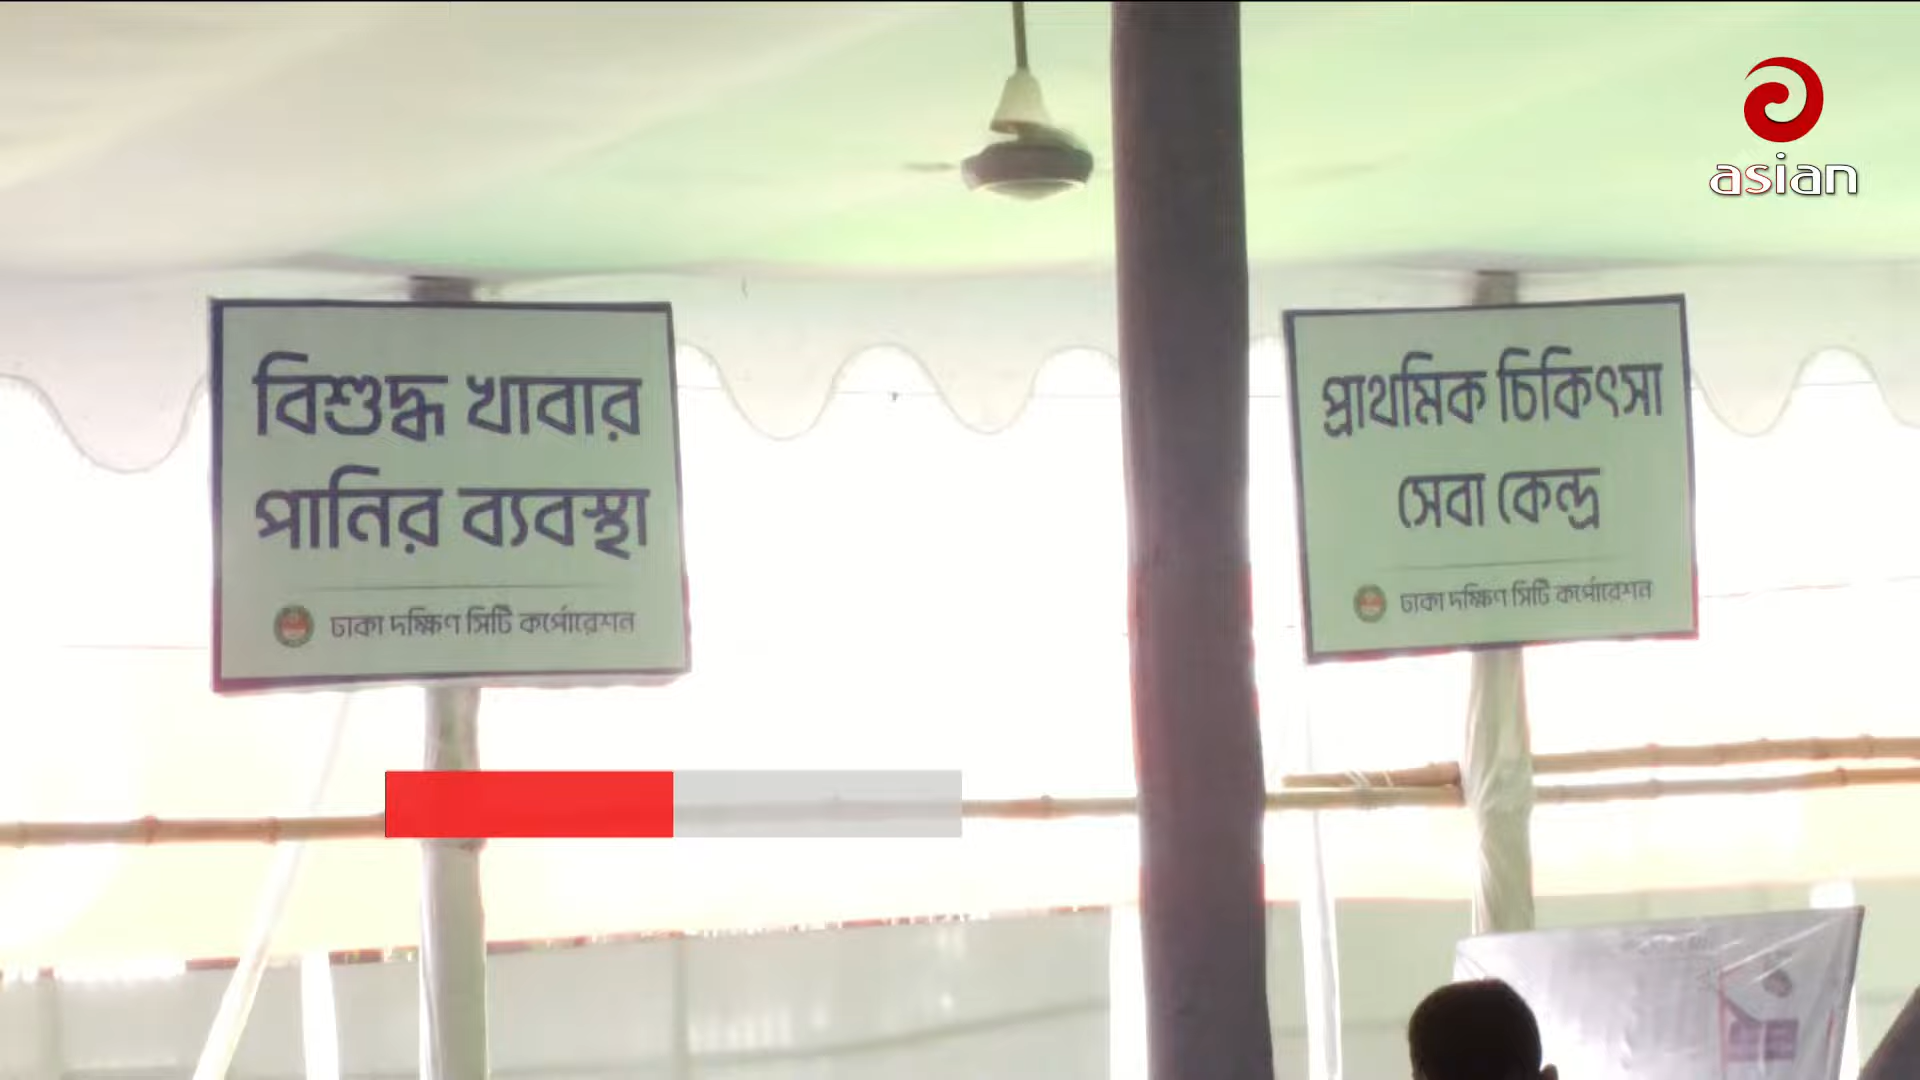 asian
বিশুদ্ধ খাবার
পানির ব্যবস্থা
ঢাকা দক্ষিণ সিটি কর্পোরেশন
প্রাথমিক চিকিৎসা
সেবা কেন্দ্র
ঢাকা দক্ষিণ সিটি কর্পোরেশন